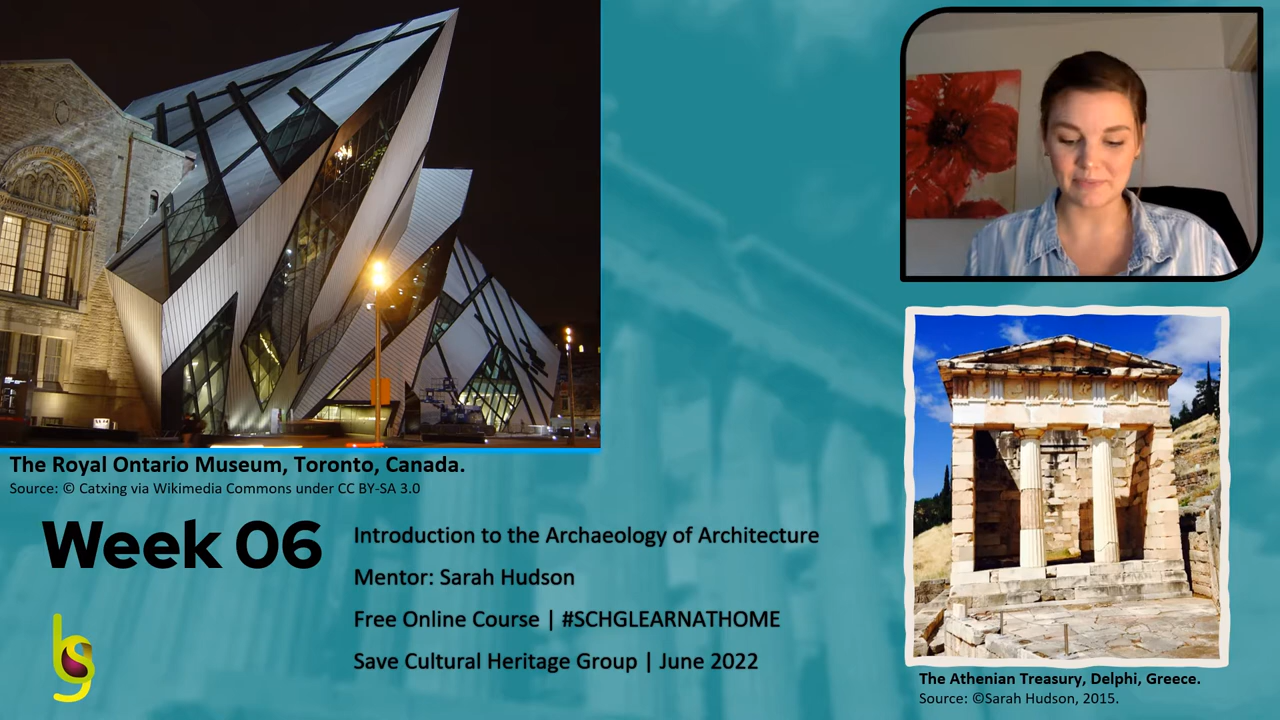 The Royal Ontario Museum, Toronto, Canada.
Source: © Catxing via Wikimedia Commons under CC BY-SA 3.0
Week 06
Introduction to the Archaeology of Architecture
Mentor: Sarah Hudson
Free Online Course | #SCHGLEARNATHOME
Save Cultural Heritage Group | June 2022
The Athenian Treasury, Delphi, Greece.
Source: ©Sarah Hudson, 2015.